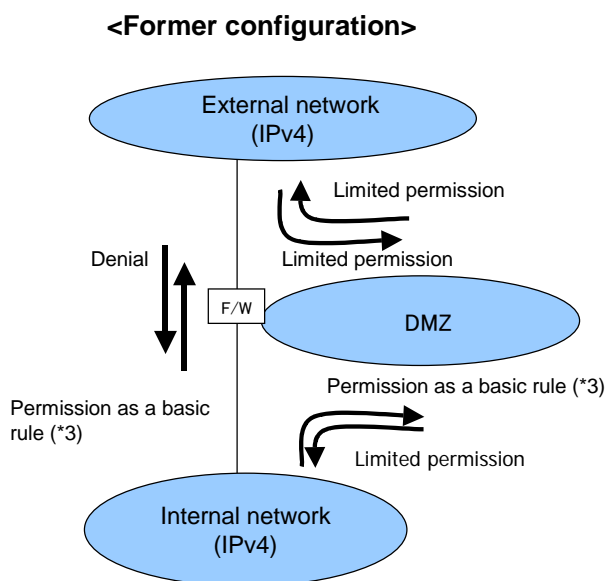 <Former configuration>
External network
(IPv4)
Limited permission
Denial
Limited permission
F/W
DMZ
Permission as a basic rule (*3)
Permission as a basic
rule (*3)
Limited permission
Internal network
(IPv4)